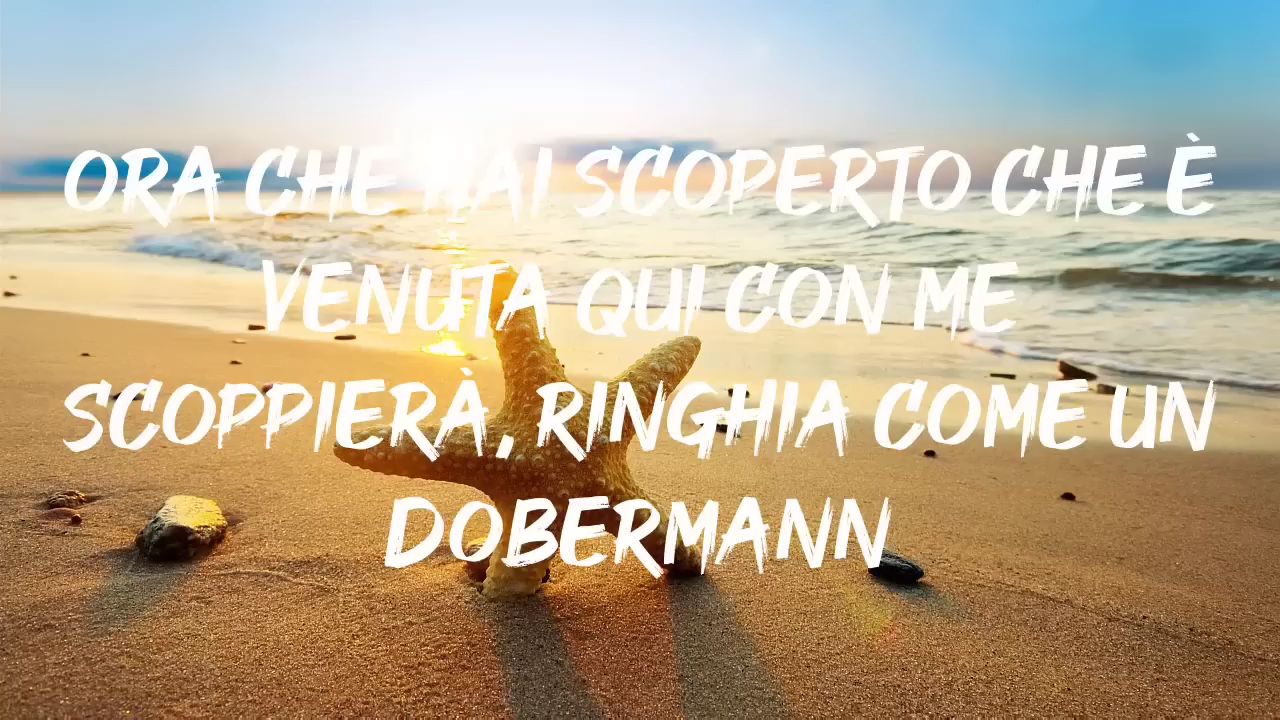 ORA CHE HAI SCOPERTO CHE È
VENUTA QUI CON ME
SCOPPIERÀ, RINGHIA COME UN
DOBERMANN